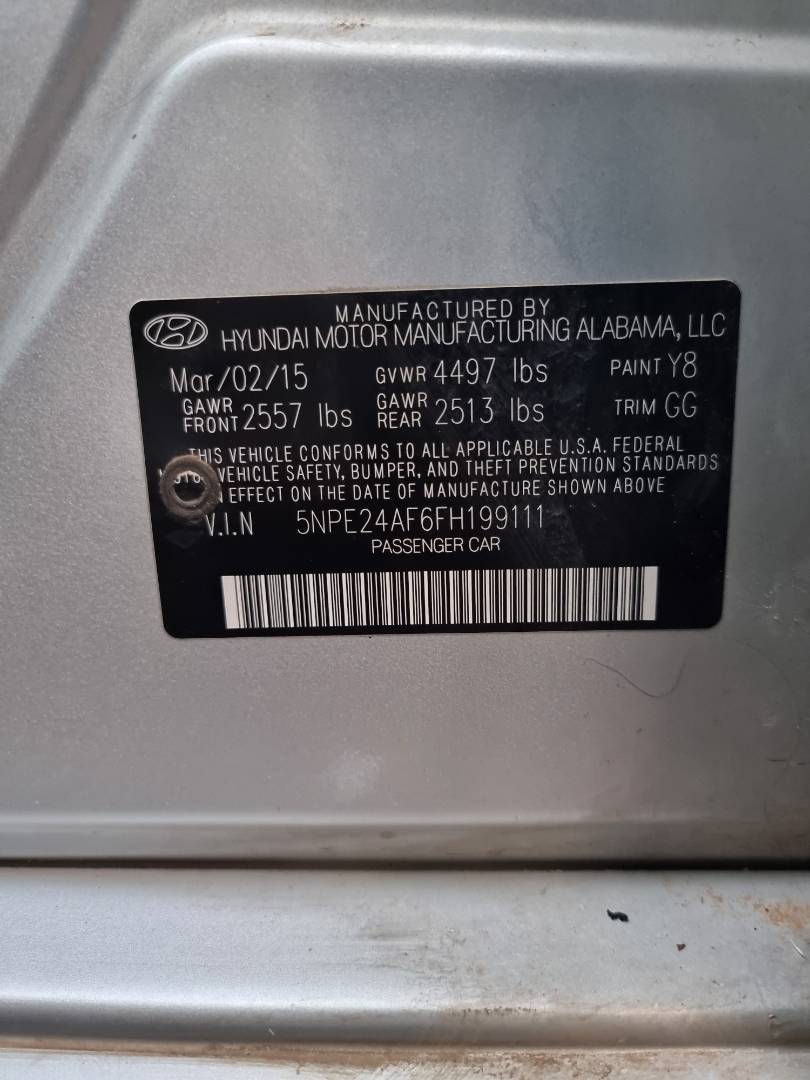 MANUFACTURED BY
HYUNDAI MOTOR MANUFACTURING ALABAMA, LLC
Mar/02/15 GVWR 4497 lbs PAINT Y8
GAWR FRONT 2557 lbs GAWR REAR 2513 lbs TRIM GG
THIS VEHICLE CONFORMS TO ALL APPLICABLE U.S.A. FEDERAL
VEHICLE SAFETY, BUMPER, AND THEFT PREVENTION STANDARDS
EFFECT ON THE DATE OF MANUFACTURE SHOWN ABOVE
V.I.N 5NPE24AF6FH199111
PASSENGER CAR